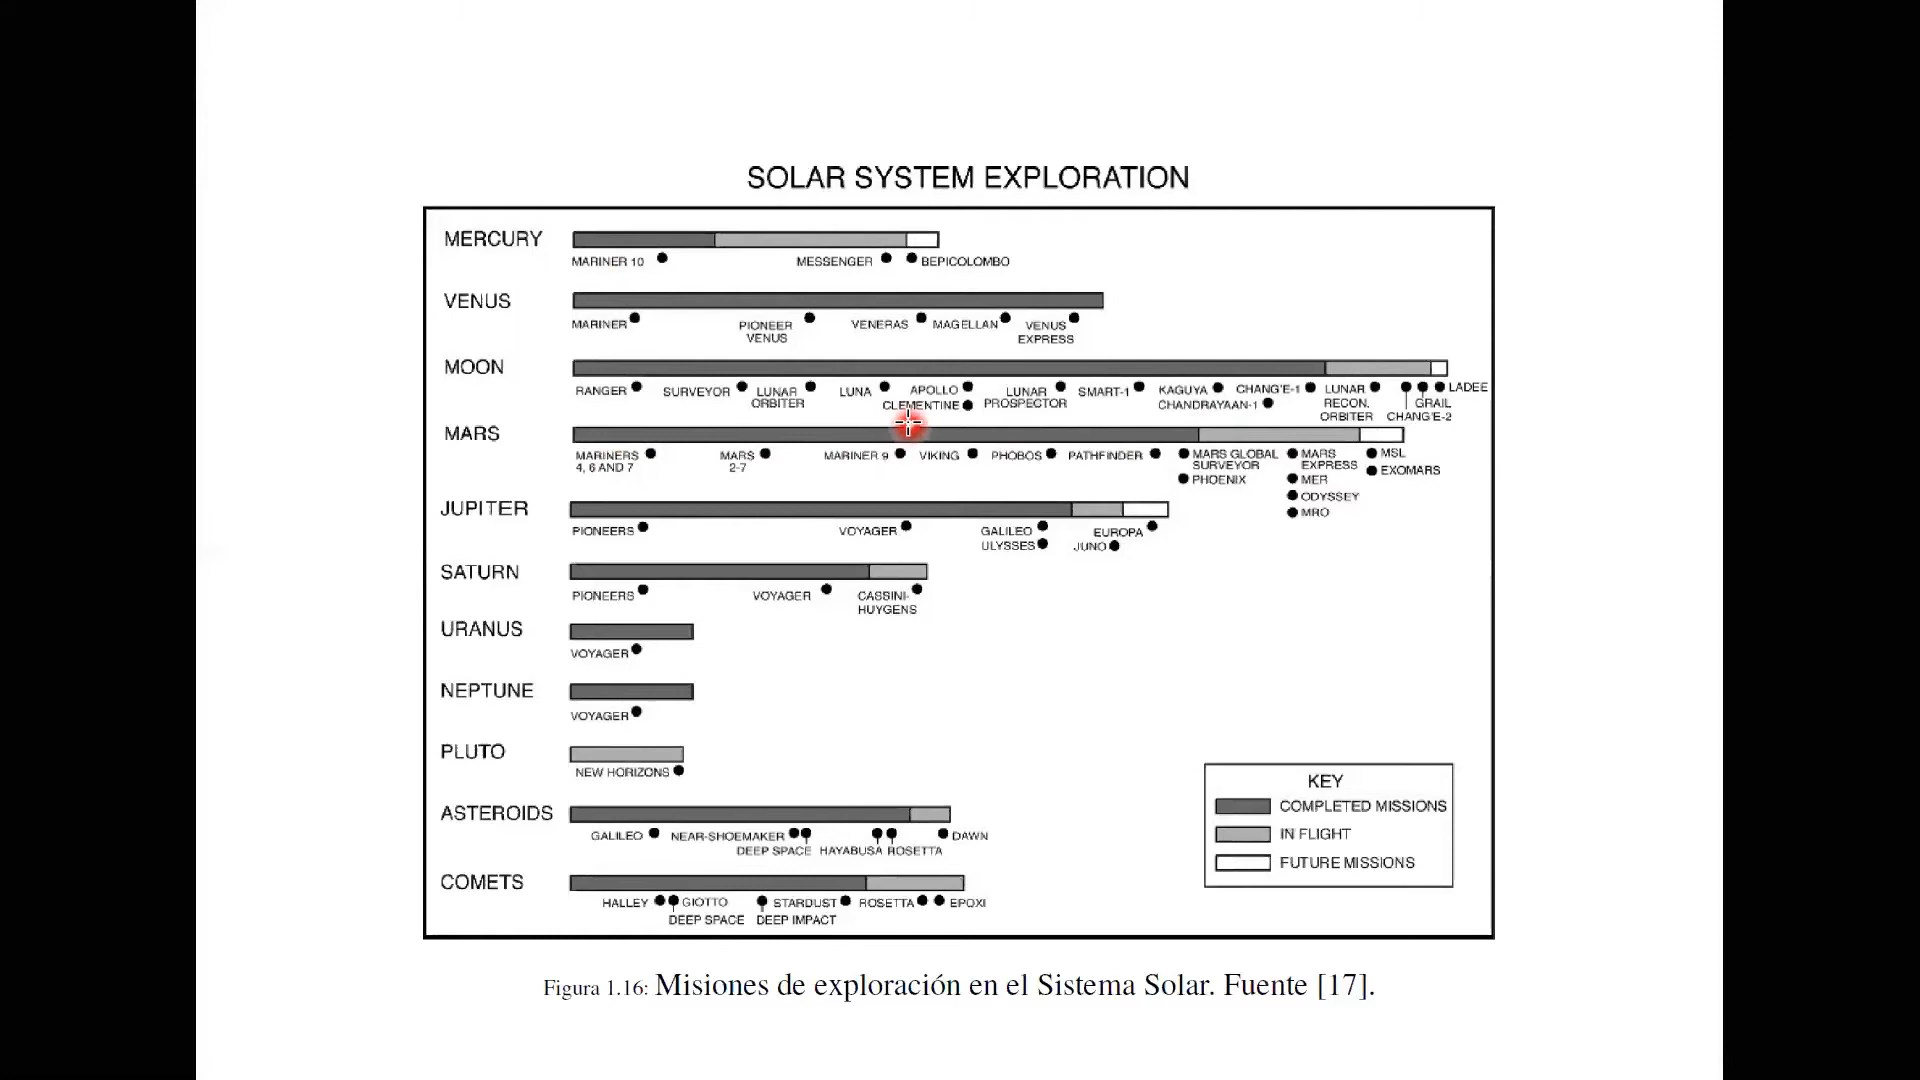 SOLAR SYSTEM EXPLORATION
MERCURY
MARINER 10
MESSENGER
BEPICOLOMBO
VENUS
MARINER
PIONEER
VENUS
VENERAS
MAGELLAN
VENUS
EXPRESS
MOON
RANGER
SURVEYOR
LUNAR
ORBITER
LUNA
APOLLO
CLEMENTINE
LUNAR
PROSPECTOR
SMART-1
KAGUYA
CHANDRAYAAN-1
CHANG'E-1
LUNAR
RECON.
ORBITER
LADEE
GRAIL
CHANG'E-2
MARS
MARINERS
4, 6 AND 7
MARS
2-7
MARINER 9
VIKING
PHOBOS
PATHFINDER
MARS GLOBAL
SURVEYOR
PHOENIX
MARS
EXPRESS
MER
ODYSSEY
MRO
MSL
EXOMARS
JUPITER
PIONEERS
VOYAGER
GALILEO
ULYSSES
EUROPA
JUNO
SATURN
PIONEERS
VOYAGER
CASSINI-
HUYGENS
URANUS
VOYAGER
NEPTUNE
VOYAGER
PLUTO
NEW HORIZONS
ASTEROIDS
GALILEO
NEAR-SHOEMAKER
DEEP SPACE
HAYABUSA
ROSETTA
DAWN
COMETS
HALLEY
GIOTTO
DEEP SPACE
DEEP IMPACT
STARDUST
ROSETTA
EPOXI
KEY
COMPLETED MISSIONS
IN FLIGHT
FUTURE MISSIONS
Figura 1.16: Misiones de exploración en el Sistema Solar. Fuente [17].